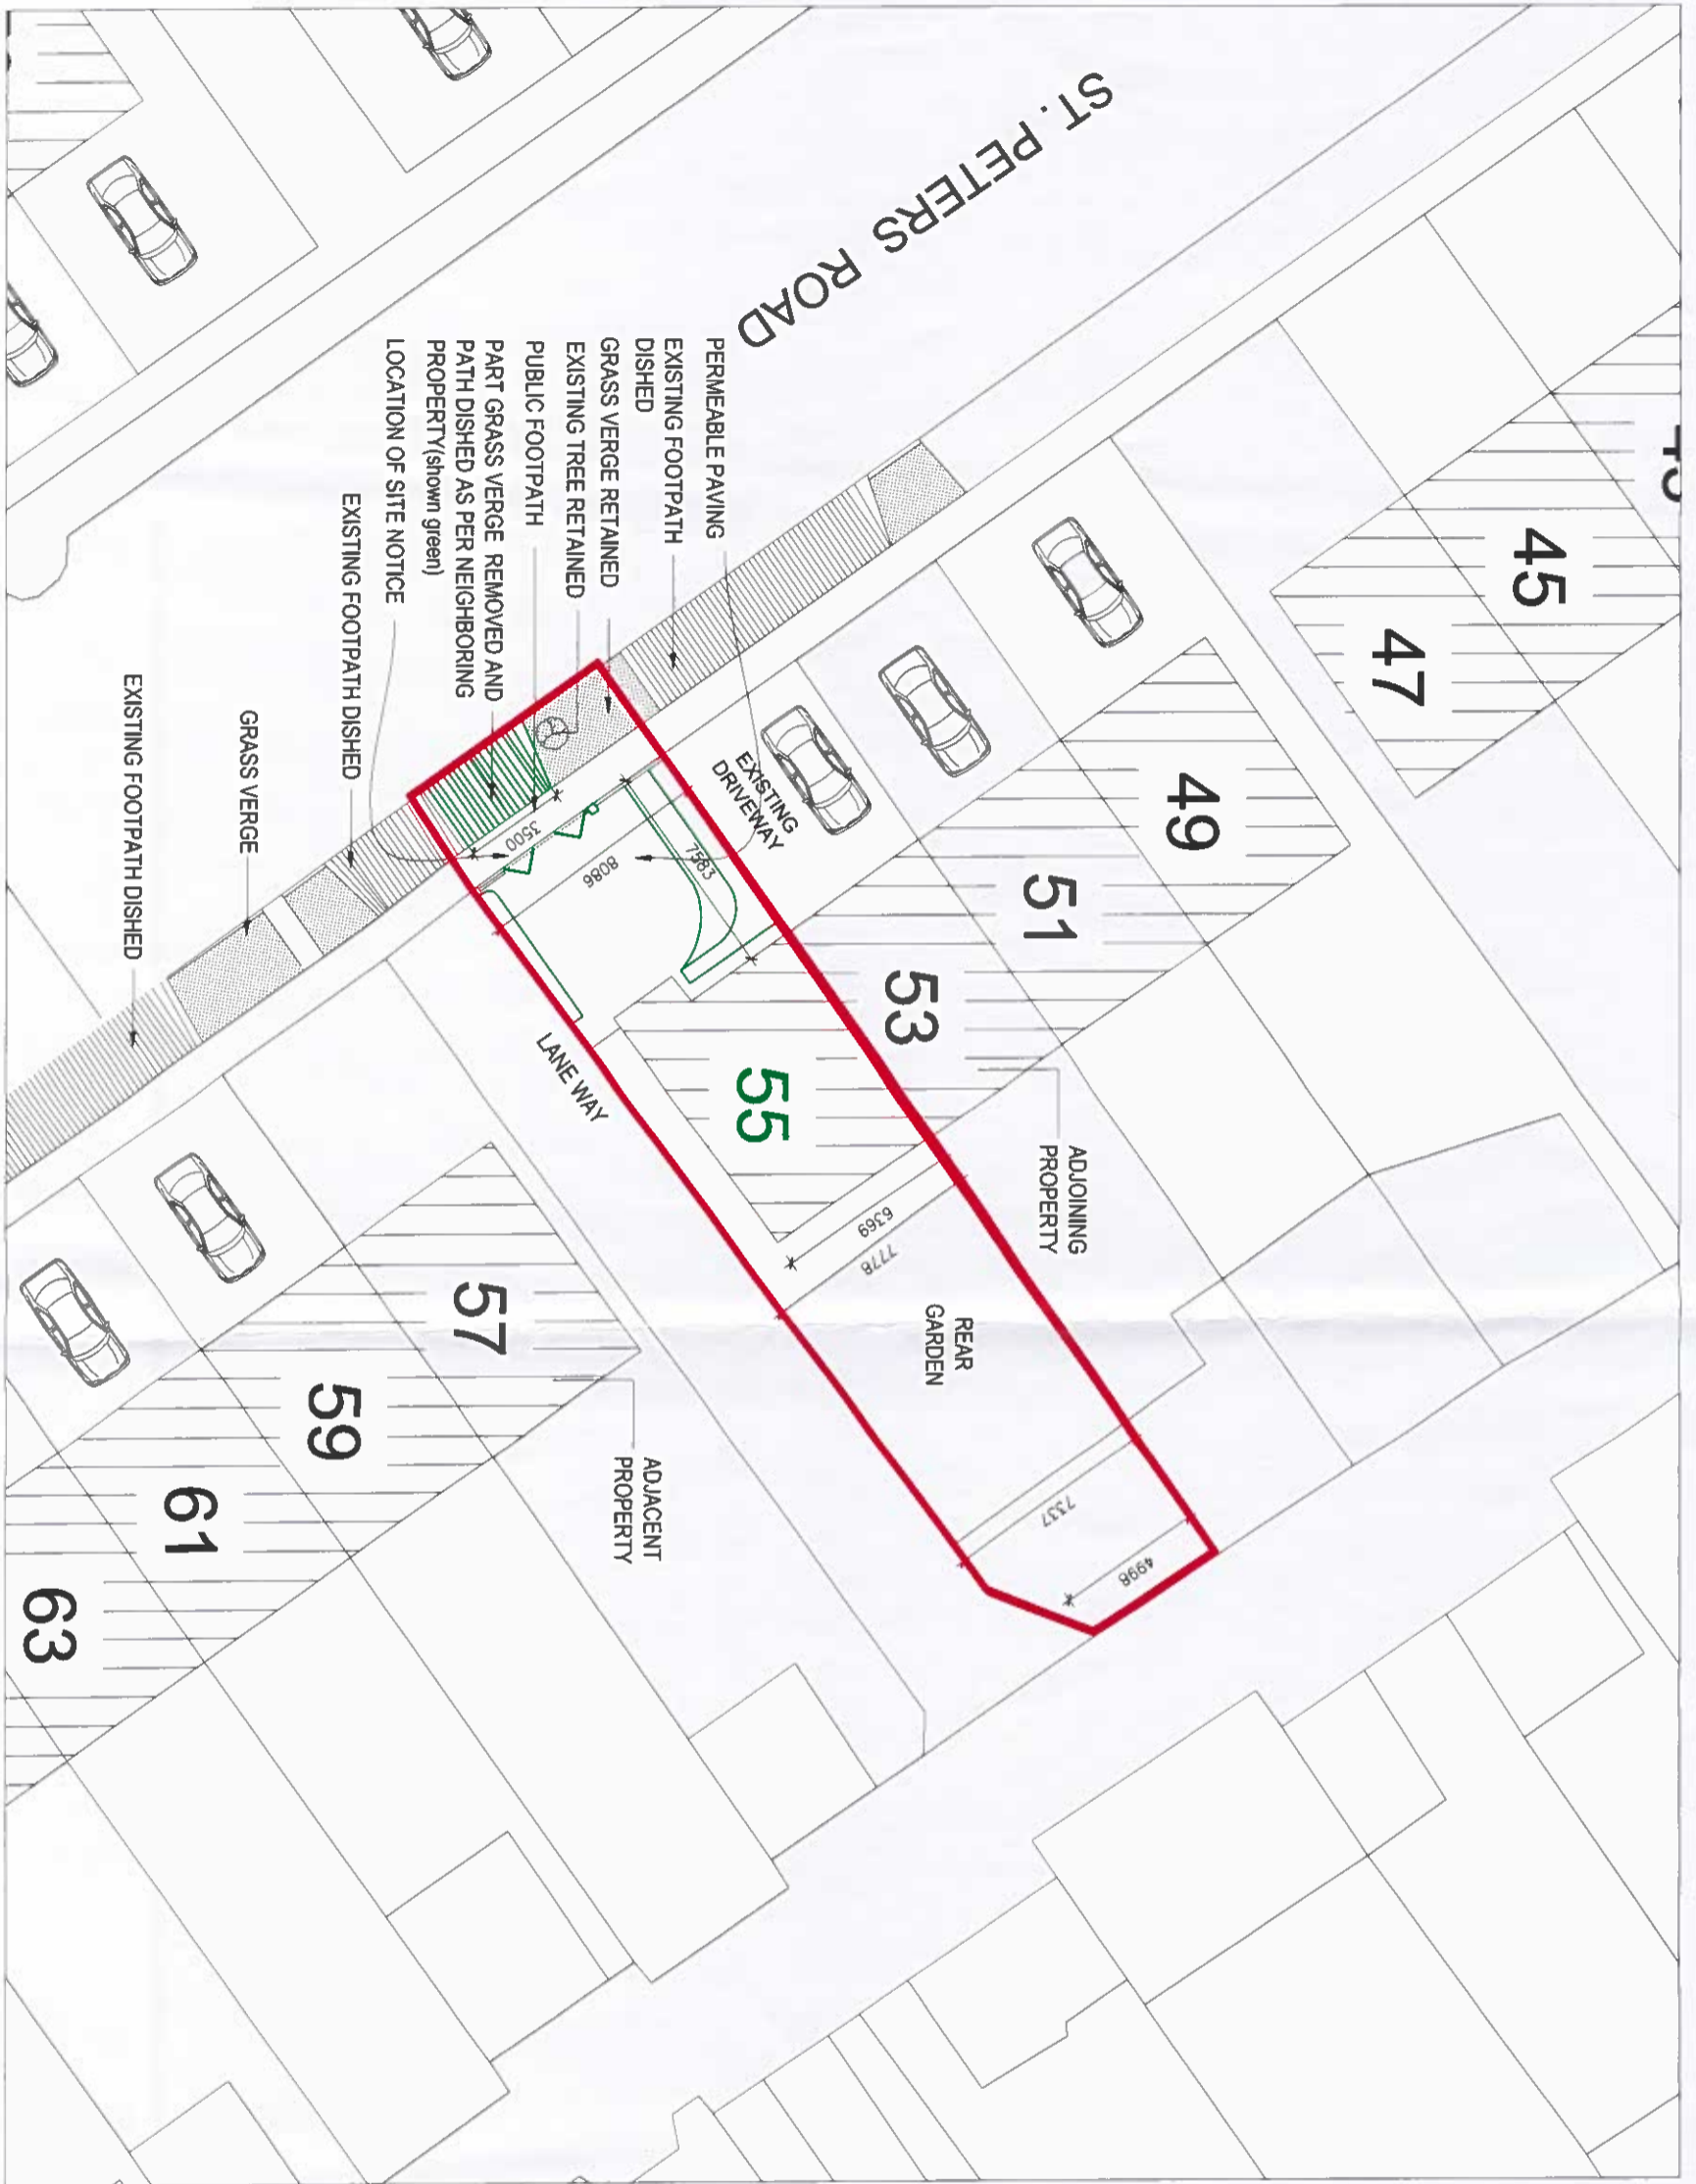 ST. PETERS ROAD
45
47
49
51
53
55
57
59
61
63
PERMEABLE PAVING
EXISTING FOOTPATH
DISHED
GRASS VERGE RETAINED
EXISTING TREE RETAINED
PUBLIC FOOTPATH
PART GRASS VERGE REMOVED AND
PATH DISHED AS PER NEIGHBORING
PROPERTY(shown green)
LOCATION OF SITE NOTICE
EXISTING FOOTPATH DISHED
GRASS VERGE
EXISTING FOOTPATH DISHED
EXISTING
DRIVEWAY
3500
8086
7583
LANE WAY
ADJOINING
PROPERTY
6369
7778
REAR
GARDEN
7337
4998
ADJACENT
PROPERTY